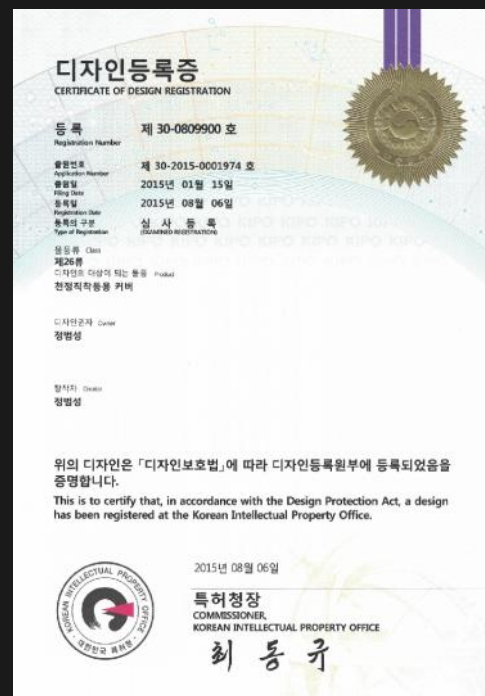 디자인등록증
CERTIFICATE OF DESIGN REGISTRATION
등 록 제 30-0809900 호
Registration Number
출원번호 제 30-2015-0001974 호
Application Number
출원일 2015년 01월 15일
Filing Date
등록일 2015년 08월 06일
Registration Date
등록의 구분 심 사 등 록
Type of Registration (EXAMINED REGISTRATION)
물품류 Class
제26류
디자인의 대상이 되는 물품 Product
천정직착등용 커버
디자인권자 Owner
정범성
창작자 Creator
정범성
위의 디자인은 「디자인보호법」에 따라 디자인등록원부에 등록되었음을
증명합니다.
This is to certify that, in accordance with the Design Protection Act, a design
has been registered at the Korean Intellectual Property Office.
2015년 08월 06일
특허청장
COMMISSIONER,
KOREAN INTELLECTUAL PROPERTY OFFICE
최동규
KOREAN INTELLECTUAL PROPERTY OFFICE
대한민국 특허청